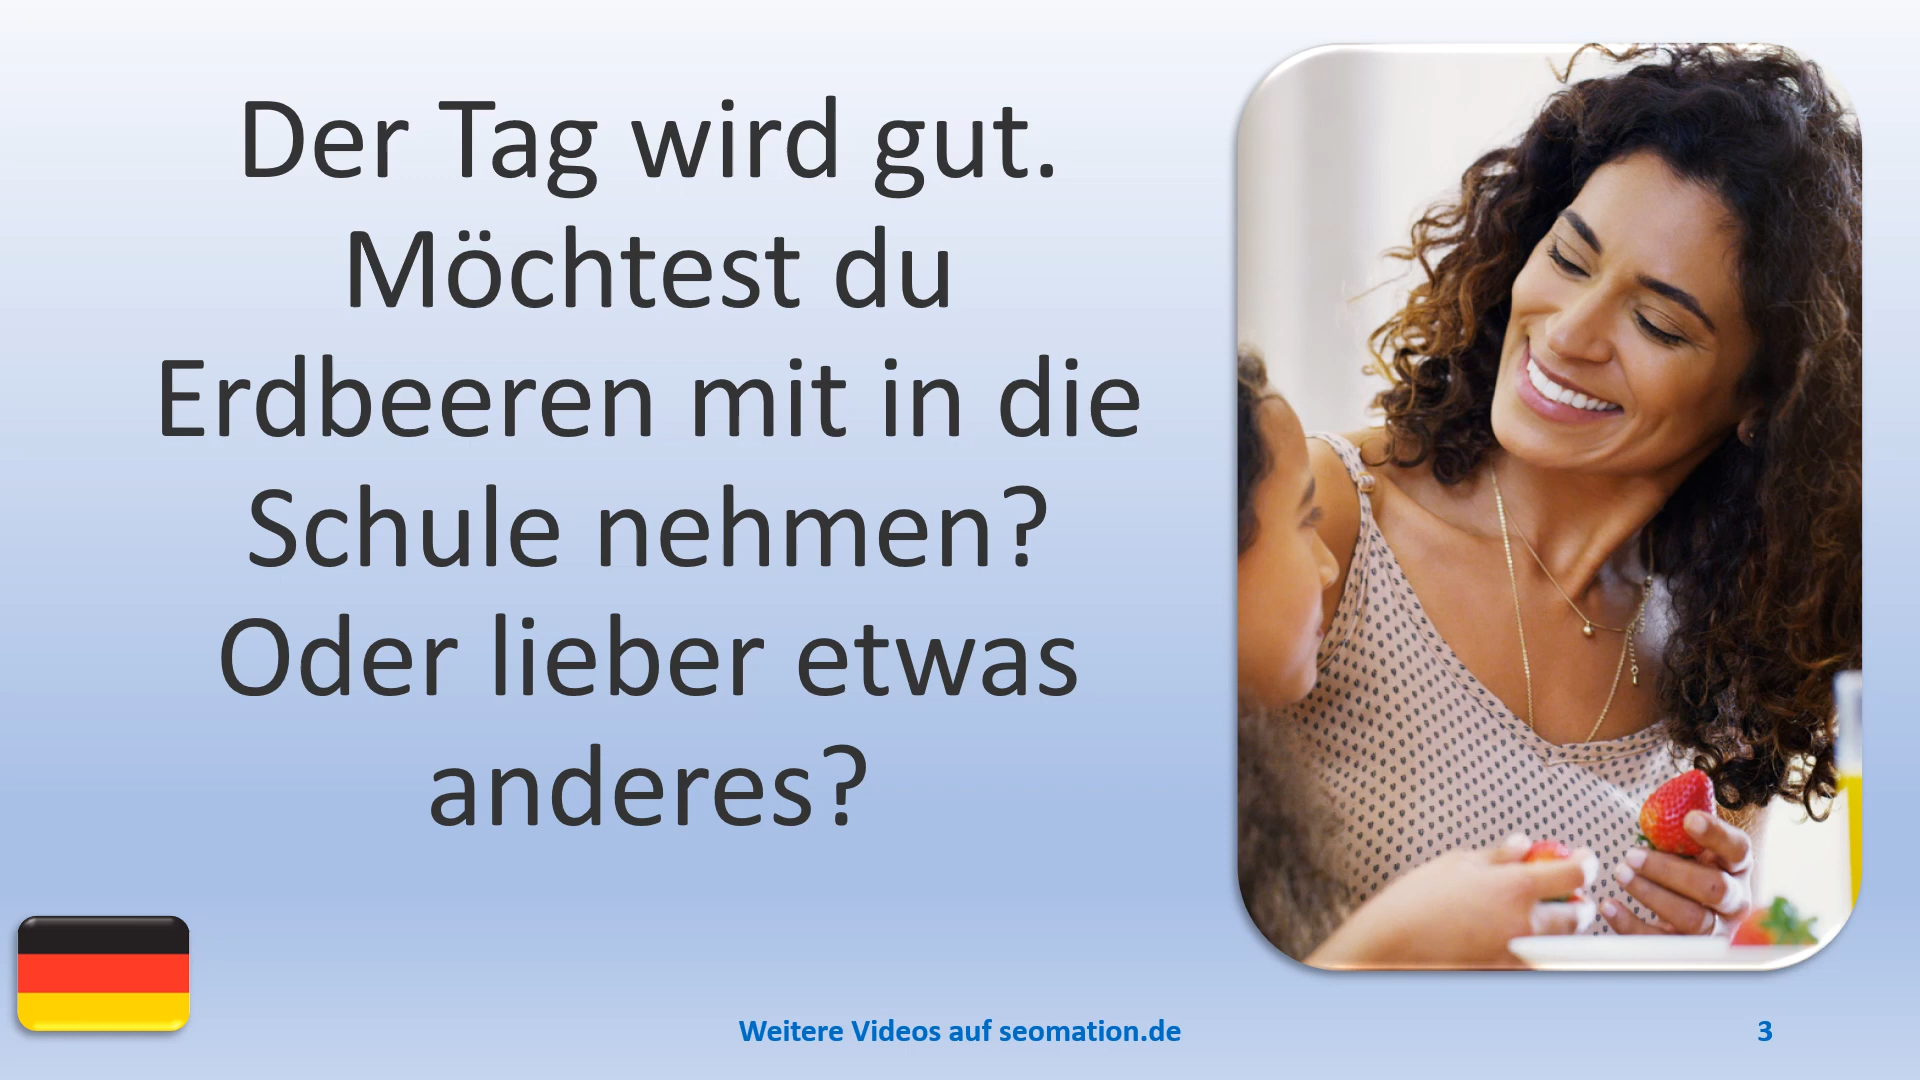 Der Tag wird gut.
Möchtest du
Erdbeeren mit in die
Schule nehmen?
Oder lieber etwas
anderes?
Weitere Videos auf seomation.de
3